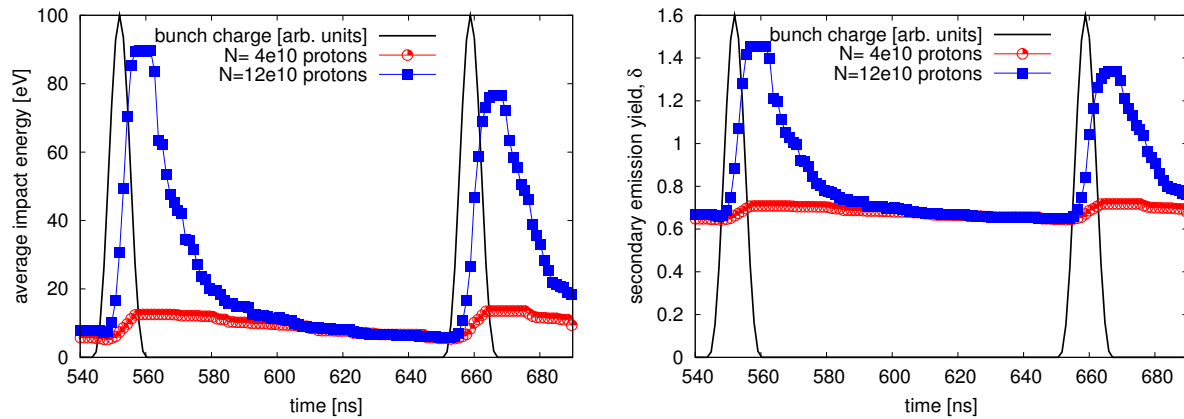 bunch charge [arb. units]
N= 4e10 protons
N=12e10 protons
average impact energy [eV]
100
80
60
40
20
0
540 560 580 600 620 640 660 680
time [ns]
bunch charge [arb. units]
N= 4e10 protons
N=12e10 protons
secondary emission yield, δ
1.6
1.4
1.2
1
0.8
0.6
0.4
0.2
0
540 560 580 600 620 640 660 680
time [ns]